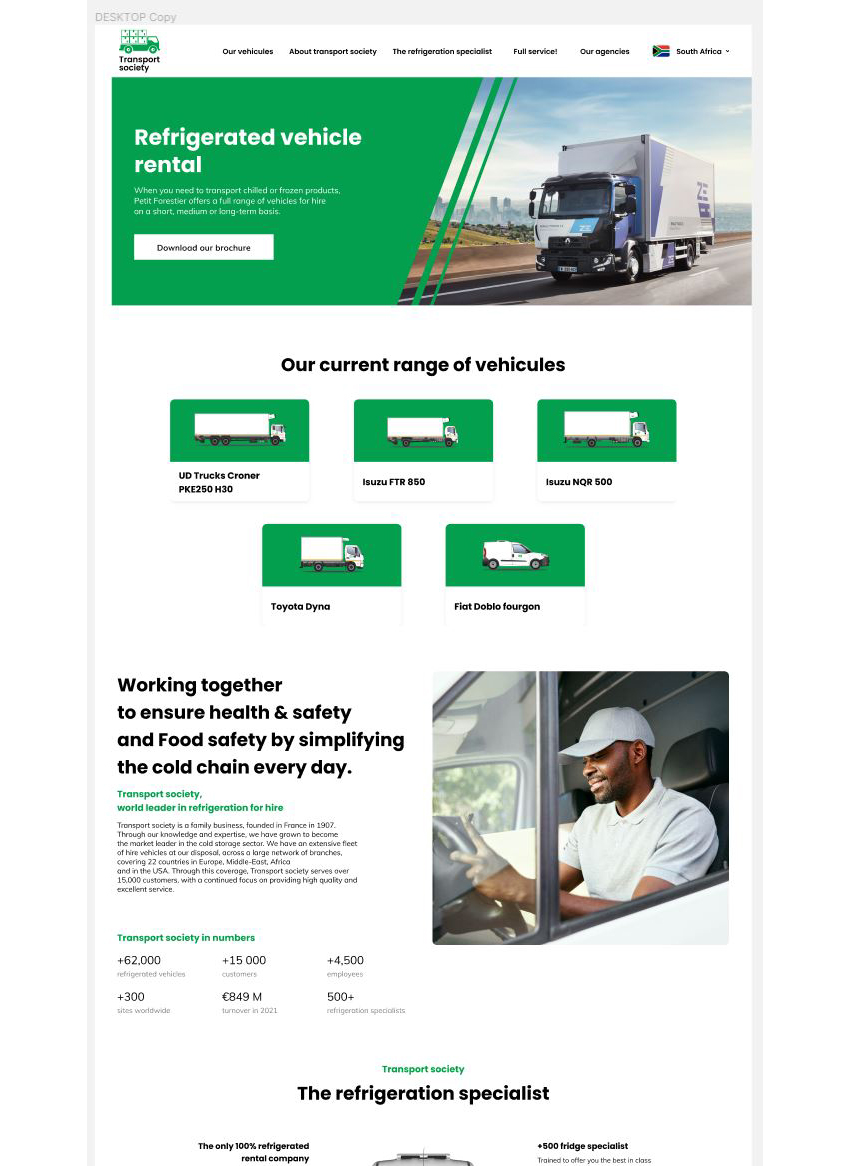 DESKTOP Copy
Transport
society
Our vehicules
About transport society
The refrigeration specialist
Full service!
Our agencies
South Africa
Refrigerated vehicle
rental
When you need to transport chilled or frozen products,
Petit Forestier offers a full range of vehicles for hire
on a short, medium or long-term basis.
Download our brochure
ZE
Our current range of vehicules
UD Trucks Croner
PKE250 H30
Isuzu FTR 850
Isuzu NQR 500
Toyota Dyna
Fiat Doblo fourgon
Working together
to ensure health & safety
and Food safety by simplifying
the cold chain every day.
Transport society,
world leader in refrigeration for hire
Transport society is a family business, founded in France in 1907.
Through our knowledge and expertise, we have grown to become
the market leader in the cold storage sector. We have an extensive fleet
of hire vehicles at our disposal, across a large network of branches,
covering 22 countries in Europe, Middle-East, Africa
and in the USA. Through this coverage, Transport society serves over
15,000 customers, with a continued focus on providing high quality and
excellent service.
Transport society in numbers
+62,000
+15 000
+4,500
refrigerated vehicles
customers
employees
+300
€849 M
500+
sites worldwide
turnover in 2021
refrigeration specialists
Transport society
The refrigeration specialist
The only 100% refrigerated
rental company
+500 fridge specialist
Trained to offer you the best in class